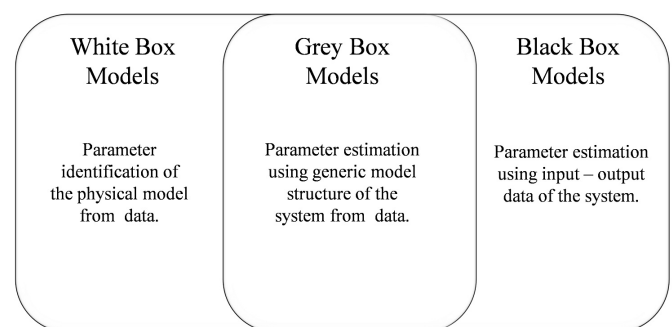 White Box
Models
Parameter
identification of
the physical model
from data.
Grey Box
Models
Parameter estimation
using generic model
structure of the
system from data.
Black Box
Models
Parameter estimation
using input – output
data of the system.